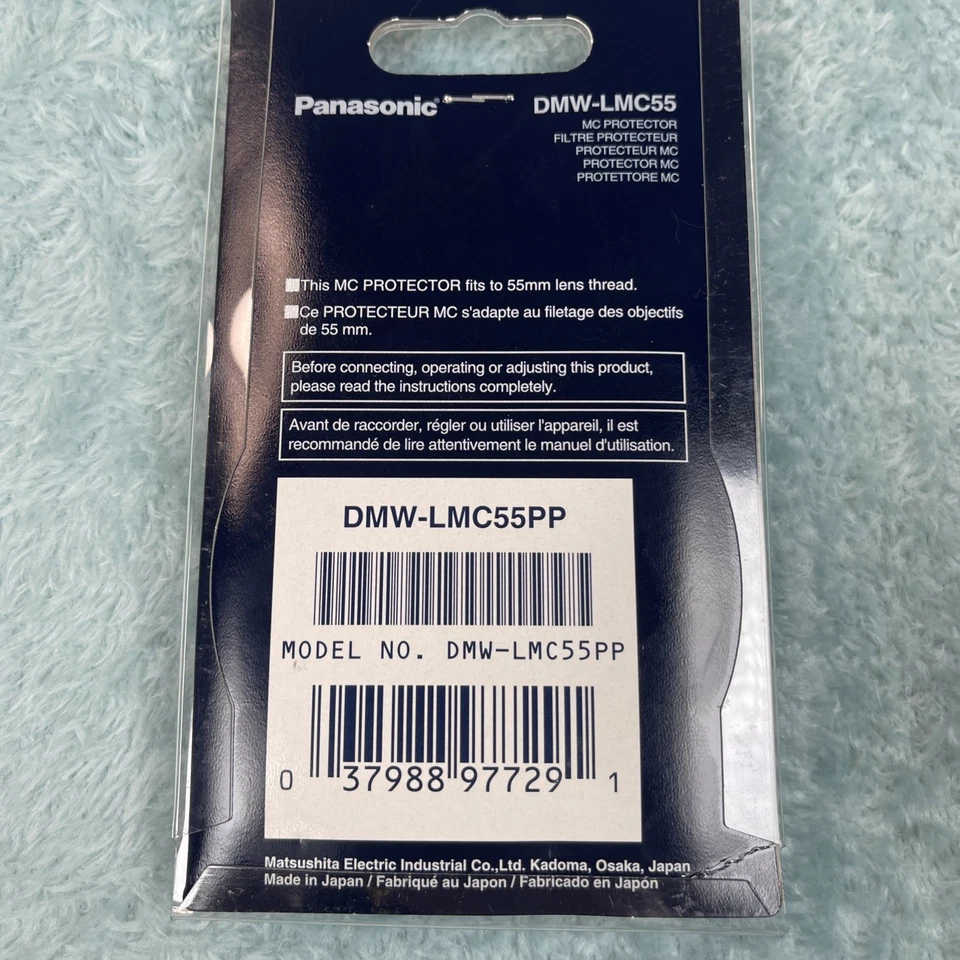 Panasonic
DMW-LMC55
MC PROTECTOR
FILTRE PROTECTEUR
PROTECTEUR MC
PROTECTOR MC
PROTETTORE MC
This MC PROTECTOR fits to 55mm lens thread.
Ce PROTECTEUR MC s'adapte au filetage des objectifs
de 55 mm.
Before connecting, operating or adjusting this product,
please read the instructions completely.
Avant de raccorder, régler ou utiliser l'appareil, il est
recommandé de lire attentivement le manuel d'utilisation.
DMW-LMC55PP
MODEL NO. DMW-LMC55PP
0 37988 97729 1
Matsushita Electric Industrial Co.,Ltd. Kadoma, Osaka, Japan
Made in Japan / Fabriqué au Japon / Fabricado en Japón